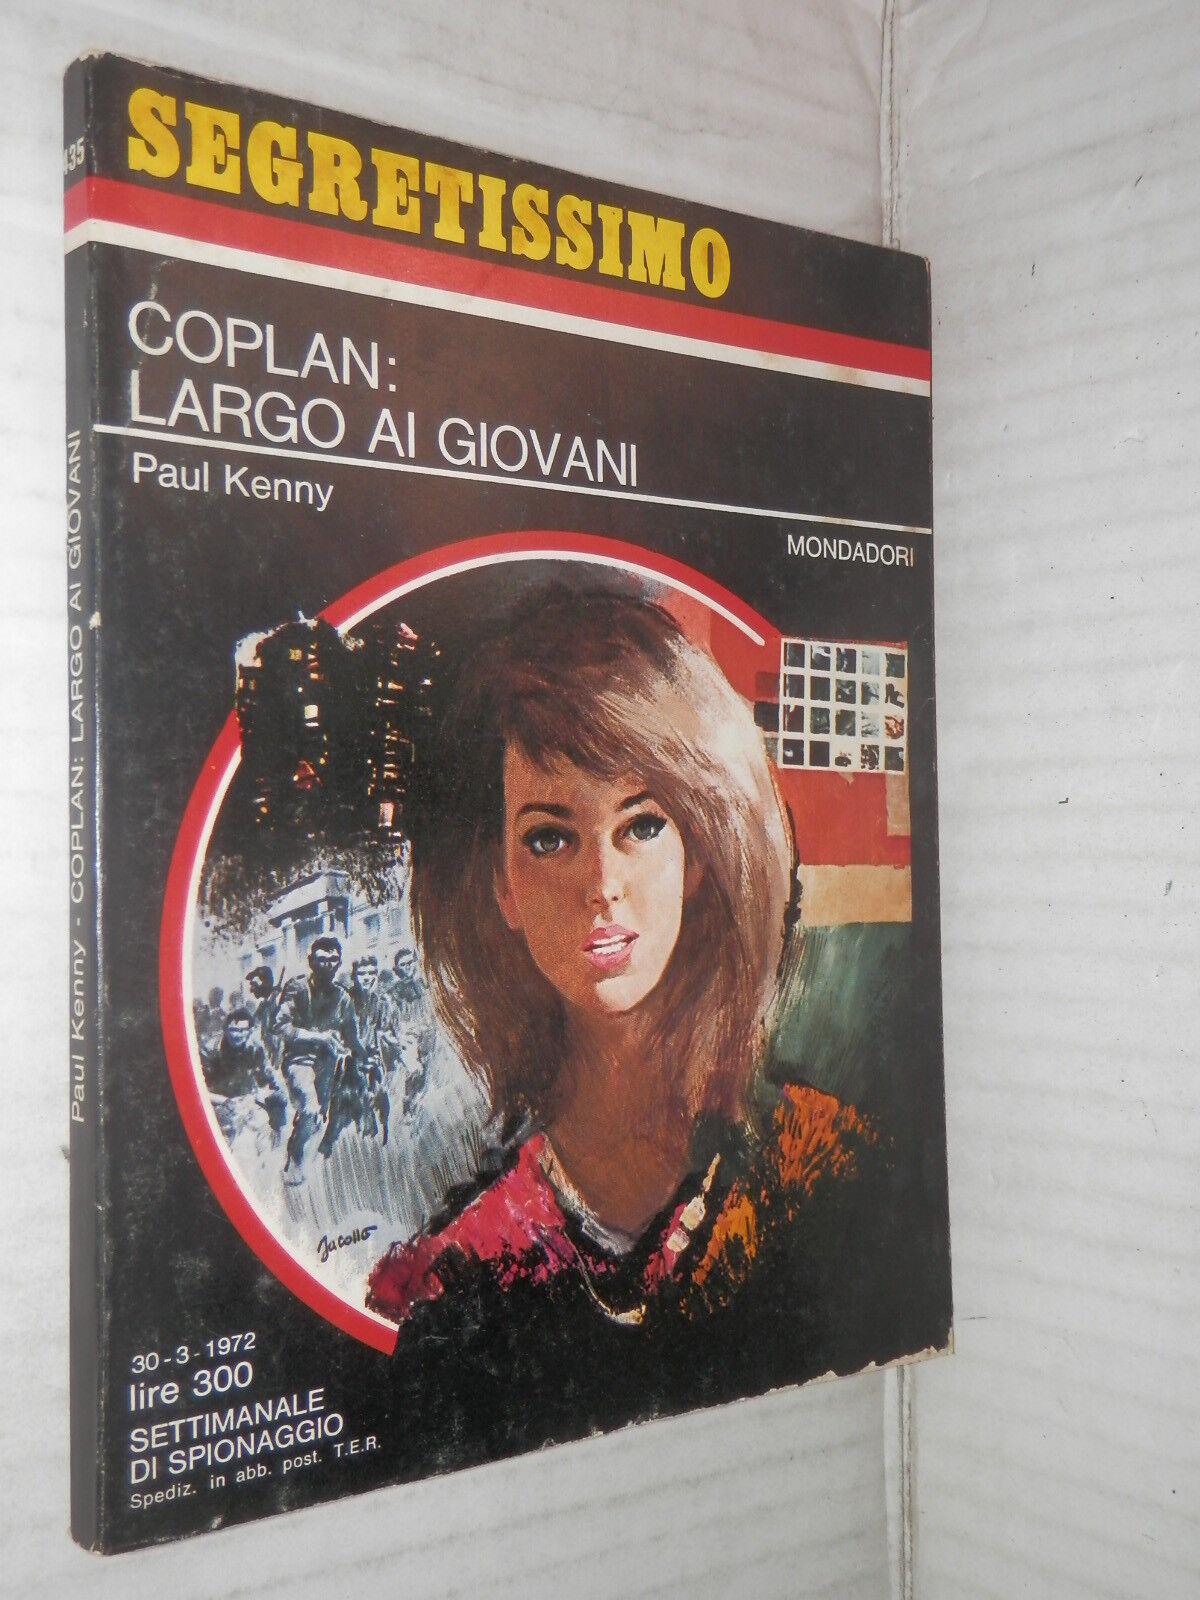 SEGRETISSIMO
COPLAN:
LARGO AI GIOVANI
Paul Kenny
MONDADORI
Jacollo
30-3-1972
lire 300
SETTIMANALE
DI SPIONAGGIO
Spediz. in abb. post. T.E.R.
435
Paul Kenny - COPLAN: LARGO AI GIOVANI